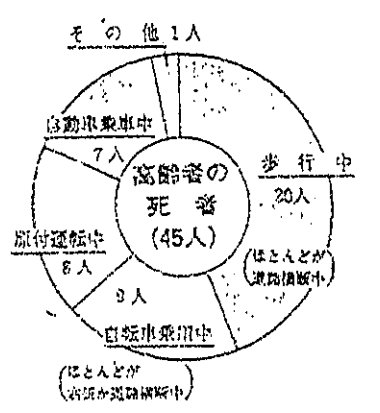 その他1人
自動車乗車中
7人
高齢者の
死者
(45人)
歩行中
20人
(ほとんどが
道路横断中)
原付運転中
8人
9人
自転車乗用中
(ほとんどが
右折か道路横断中)